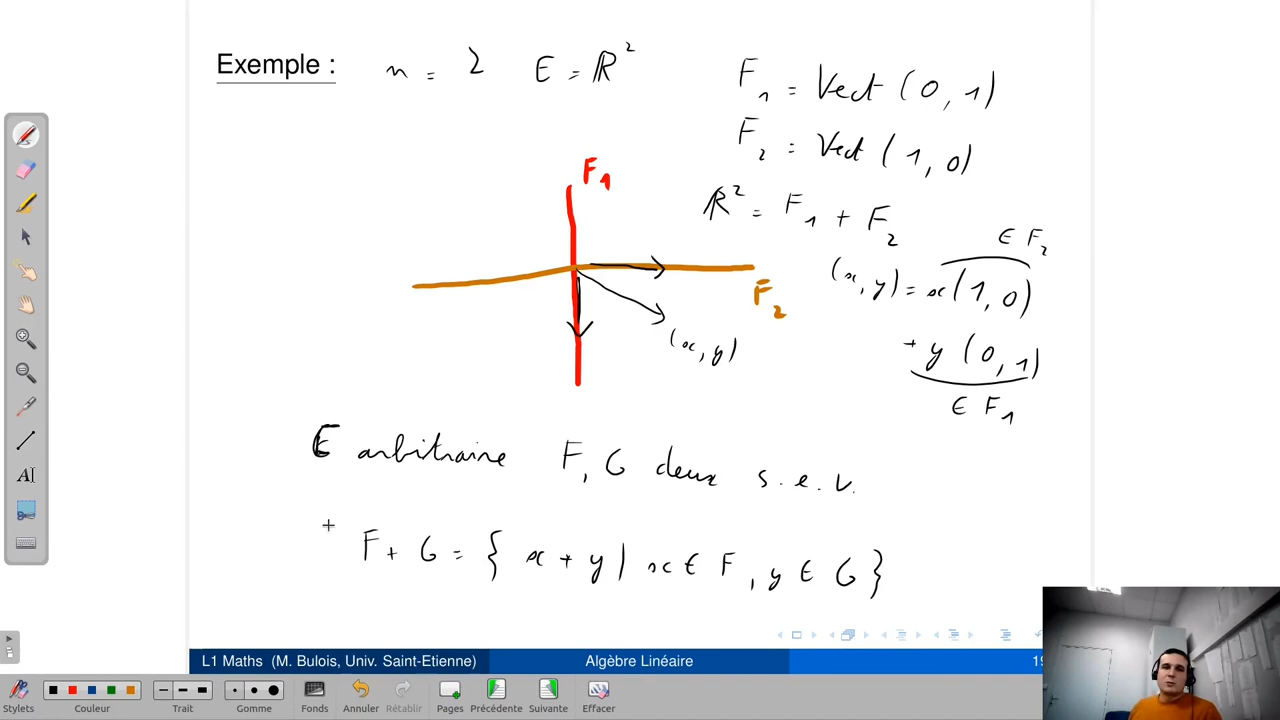 Exemple : n = 2 E = ℝ²
F₁ = Vect (0, 1)
F₂ = Vect (1, 0)
ℝ² = F₁ + F₂
∈ F₂
(x, y) = x(1, 0)
+ y (0, 1)
∈ F₁
F₁
F₂
(x, y)
E arbitraire F, G deux s.e.v.
F + G = { x + y | x ∈ F, y ∈ G }
L1 Maths (M. Bulois, Univ. Saint-Etienne) Algèbre Linéaire
Stylets Couleur Trait Gomme Fonds Annuler Rétablir Pages Précédente Suivante Effacer